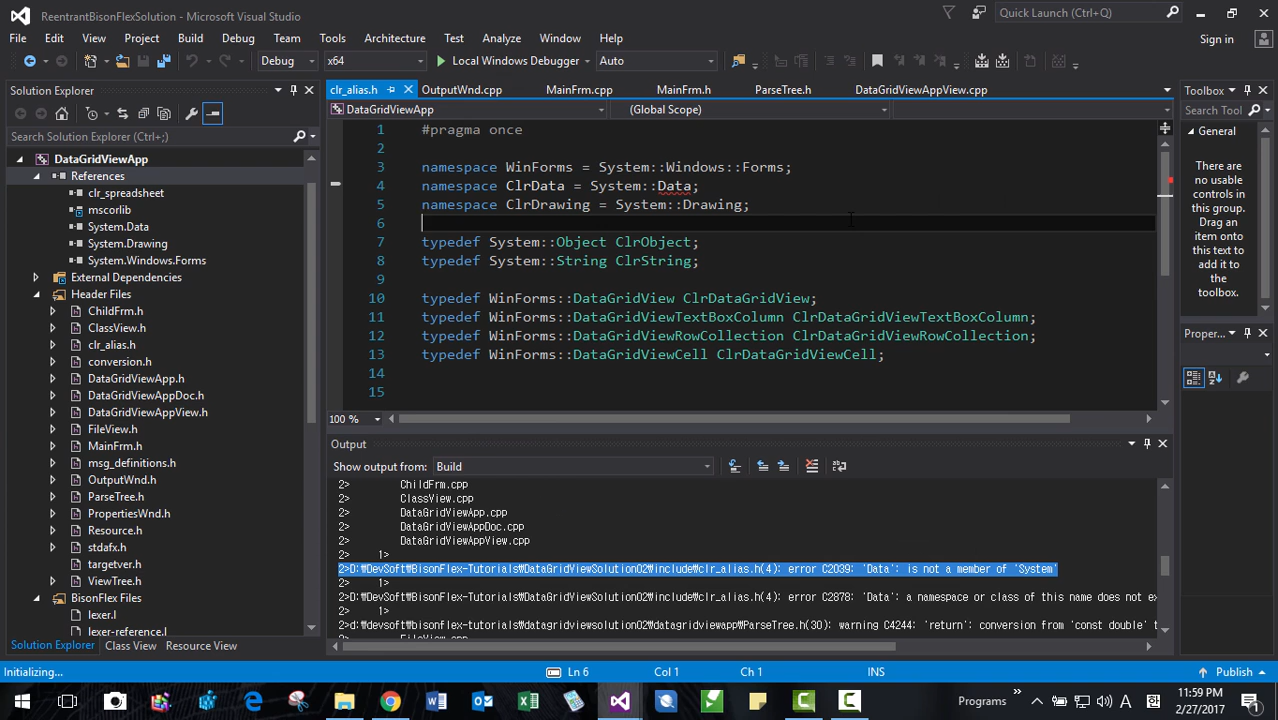 ReentrantBisonFlexSolution - Microsoft Visual Studio
Quick Launch (Ctrl+Q)
File Edit View Project Build Debug Team Tools Architecture Test Analyze Window Help
Sign in
Debug x64 Local Windows Debugger Auto
Solution Explorer
Search Solution Explorer (Ctrl+;)
DataGridViewApp
References
clr_spreadsheet
mscorlib
System.Data
System.Drawing
System.Windows.Forms
External Dependencies
Header Files
ChildFrm.h
ClassView.h
clr_alias.h
conversion.h
DataGridViewApp.h
DataGridViewAppDoc.h
DataGridViewAppView.h
FileView.h
MainFrm.h
msg_definitions.h
OutputWnd.h
ParseTree.h
PropertiesWnd.h
Resource.h
stdafx.h
targetver.h
ViewTree.h
BisonFlex Files
lexer.l
lexer-reference.l
Solution Explorer Class View Resource View
clr_alias.h OutputWnd.cpp MainFrm.cpp MainFrm.h ParseTree.h DataGridViewAppView.cpp
DataGridViewApp (Global Scope)
1 #pragma once
2
3 namespace WinForms = System::Windows::Forms;
4 namespace ClrData = System::Data;
5 namespace ClrDrawing = System::Drawing;
6
7 typedef System::Object ClrObject;
8 typedef System::String ClrString;
9
10 typedef WinForms::DataGridView ClrDataGridView;
11 typedef WinForms::DataGridViewTextBoxColumn ClrDataGridViewTextBoxColumn;
12 typedef WinForms::DataGridViewRowCollection ClrDataGridViewRowCollection;
13 typedef WinForms::DataGridViewCell ClrDataGridViewCell;
14
15
100 %
Output
Show output from: Build
2> ChildFrm.cpp
2> ClassView.cpp
2> DataGridViewApp.cpp
2> DataGridViewAppDoc.cpp
2> DataGridViewAppView.cpp
2> 1>
2>D:₩DevSoft₩BisonFlex-Tutorials₩DataGridViewSolution02₩include₩clr_alias.h(4): error C2039: 'Data': is not a member of 'System'
2> 1>
2>D:₩DevSoft₩BisonFlex-Tutorials₩DataGridViewSolution02₩include₩clr_alias.h(4): error C2878: 'Data': a namespace or class of this name does not ex
2> 1>
2>d:₩devsoft₩bisonflex-tutorials₩datagridviewsolution02₩datagridviewapp₩ParseTree.h(30): warning C4244: 'return': conversion from 'const double' t
2> FileView.cpp
Toolbox
Search Tool
General
There are
no usable
controls in
this group.
Drag an
item onto
this text to
add it to the
toolbox.
Proper...
Initializing... Ln 6 Col 1 Ch 1 INS Publish
Programs A 11:59 PM
2/27/2017